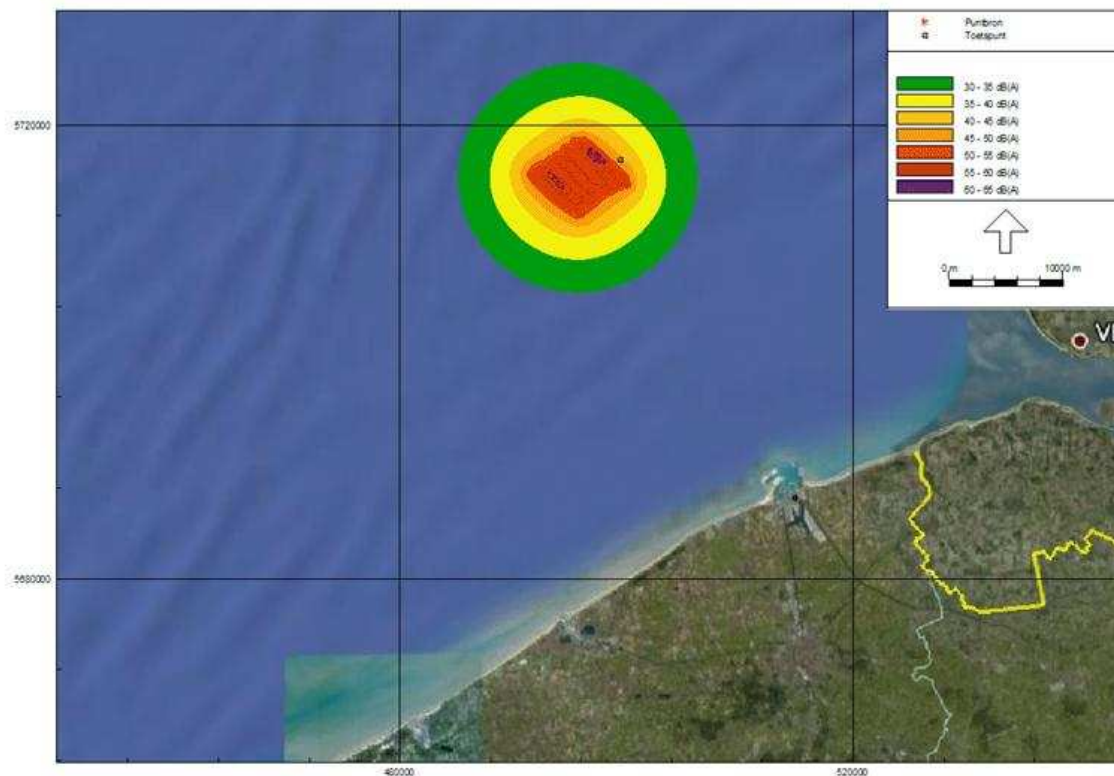 Puntbron
Toetspunt
30 - 35 dB(A)
35 - 40 dB(A)
40 - 45 dB(A)
45 - 50 dB(A)
50 - 55 dB(A)
55 - 60 dB(A)
60 - 65 dB(A)
0 m
10000 m
5720000
5680000
480000
520000